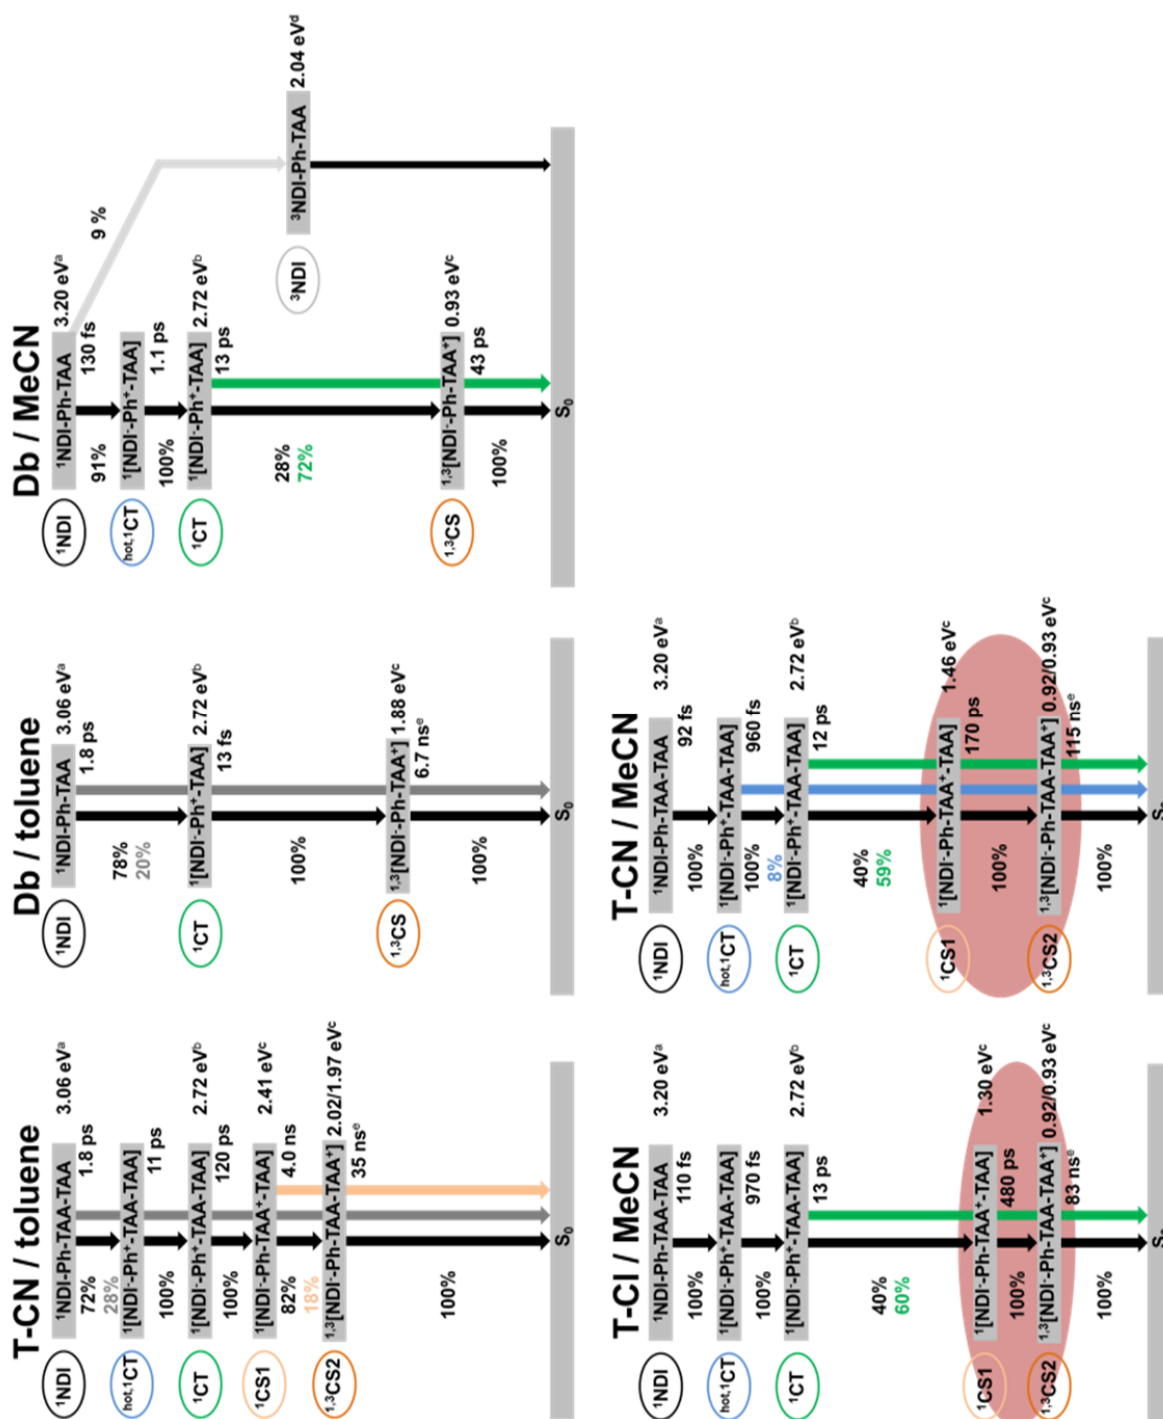 T-CN / toluene
¹NDI
¹NDI-Ph-TAA-TAA
3.06 eVᵃ
1.8 ps
72%
28%
hot,¹CT
¹[NDI⁻-Ph⁺-TAA-TAA]
11 ps
100%
¹CT
¹[NDI⁻-Ph⁺-TAA-TAA]
2.72 eVᵇ
120 ps
100%
¹CS1
¹[NDI⁻-Ph-TAA⁺-TAA]
2.41 eVᶜ
4.0 ns
82%
18%
¹,³CS2
¹,³[NDI⁻-Ph-TAA-TAA⁺]
2.02/1.97 eVᶜ
35 nsᵉ
100%
S₀
Db / toluene
¹NDI
¹NDI-Ph-TAA
3.06 eVᵃ
1.8 ps
78%
20%
¹CT
¹[NDI⁻-Ph⁺-TAA]
2.72 eVᵇ
13 fs
100%
¹,³CS
¹,³[NDI⁻-Ph-TAA⁺]
1.88 eVᶜ
6.7 nsᵉ
100%
S₀
Db / MeCN
¹NDI
¹NDI-Ph-TAA
3.20 eVᵃ
130 fs
91%
9 %
hot,¹CT
¹[NDI⁻-Ph⁺-TAA]
1.1 ps
100%
¹CT
¹[NDI⁻-Ph⁺-TAA]
2.72 eVᵇ
13 ps
28%
72%
³NDI
³NDI-Ph-TAA
2.04 eVᵈ
¹,³CS
¹,³[NDI⁻-Ph-TAA⁺]
0.93 eVᶜ
43 ps
100%
S₀
T-Cl / MeCN
¹NDI
¹NDI-Ph-TAA-TAA
3.20 eVᵃ
110 fs
100%
hot,¹CT
¹[NDI⁻-Ph⁺-TAA-TAA]
970 fs
100%
¹CT
¹[NDI⁻-Ph⁺-TAA-TAA]
2.72 eVᵇ
13 ps
40%
60%
¹CS1
¹[NDI⁻-Ph-TAA⁺-TAA]
1.30 eVᶜ
480 ps
100%
¹,³CS2
¹,³[NDI⁻-Ph-TAA-TAA⁺]
0.92/0.93 eVᶜ
83 nsᵉ
100%
T-CN / MeCN
¹NDI
¹NDI-Ph-TAA-TAA
3.20 eVᵃ
92 fs
100%
hot,¹CT
¹[NDI⁻-Ph⁺-TAA-TAA]
960 fs
100%
8%
¹CT
¹[NDI⁻-Ph⁺-TAA-TAA]
2.72 eVᵇ
12 ps
40%
59%
¹CS1
¹[NDI⁻-Ph-TAA⁺-TAA]
1.46 eVᶜ
170 ps
100%
¹,³CS2
¹,³[NDI⁻-Ph-TAA-TAA⁺]
0.92/0.93 eVᶜ
115 nsᵉ
100%